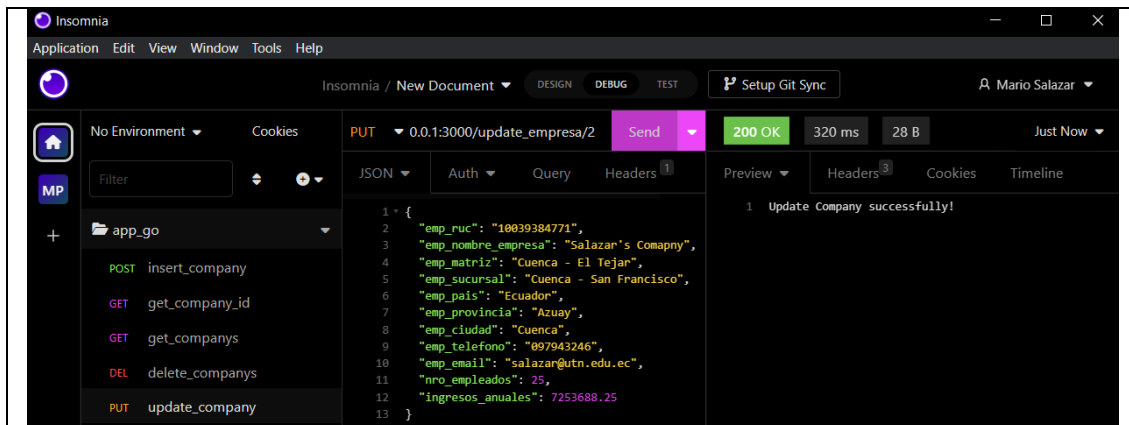 Insomnia
Application Edit View Window Tools Help
Insomnia / New Document DESIGN DEBUG TEST Setup Git Sync Mario Salazar
No Environment Cookies
PUT 0.0.1:3000/update_empresa/2 Send
200 OK 320 ms 28 B Just Now
Filter
JSON Auth Query Headers 1
Preview Headers 3 Cookies Timeline
MP
app_go
POST insert_company
GET get_company_id
GET get_companys
DEL delete_companys
PUT update_company
1 {
2 "emp_ruc": "10039384771",
3 "emp_nombre_empresa": "Salazar's Comapny",
4 "emp_matriz": "Cuenca - El Tejar",
5 "emp_sucursal": "Cuenca - San Francisco",
6 "emp_pais": "Ecuador",
7 "emp_provincia": "Azuay",
8 "emp_ciudad": "Cuenca",
9 "emp_telefono": "097943246",
10 "emp_email": "salazar@utn.edu.ec",
11 "nro_empleados": 25,
12 "ingresos_anuales": 7253688.25
13 }
1 Update Company successfully!